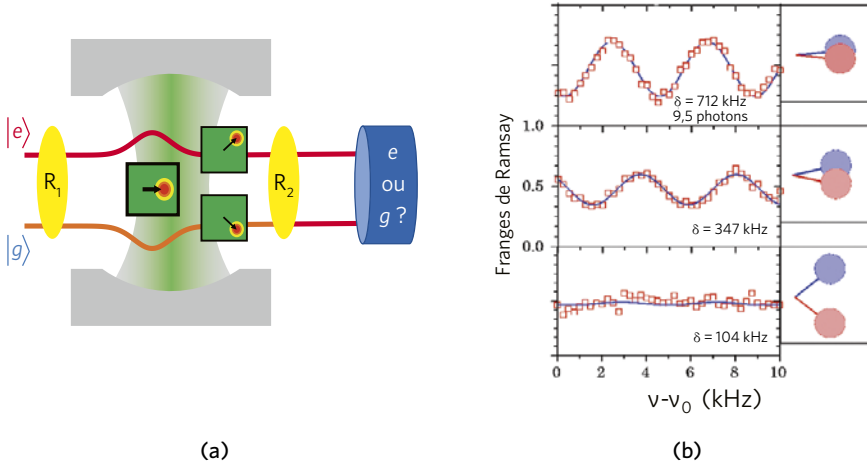 |e⟩
R₁
|g⟩
R₂
e
ou
g ?
(a)
Franges de Ramsay
δ = 712 kHz
9,5 photons
1.0
0.5
δ = 347 kHz
0.0
δ = 104 kHz
0 2 4 6 8 10
ν-ν₀ (kHz)
(b)